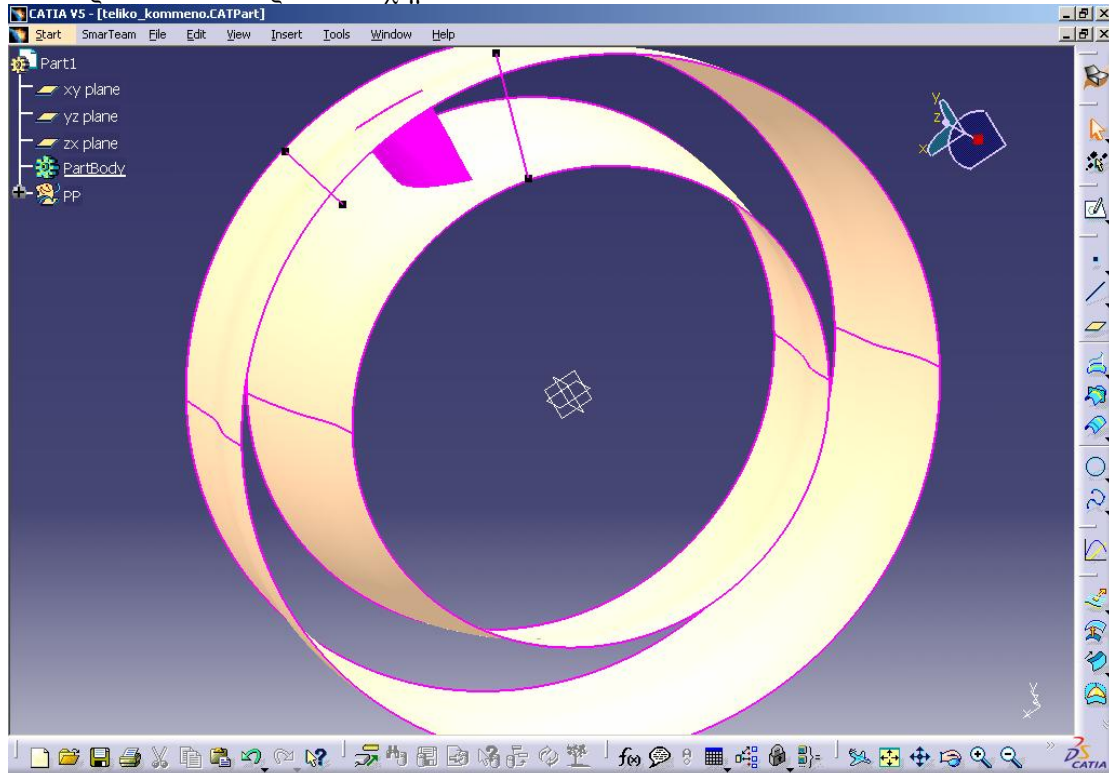 CATIA V5 - [teliko_kommeno.CATPart]
Start SmarTeam File Edit View Insert Tools Window Help
Part1
xy plane
yz plane
zx plane
PartBody
PP
y
z
x
f(x)
CATIA